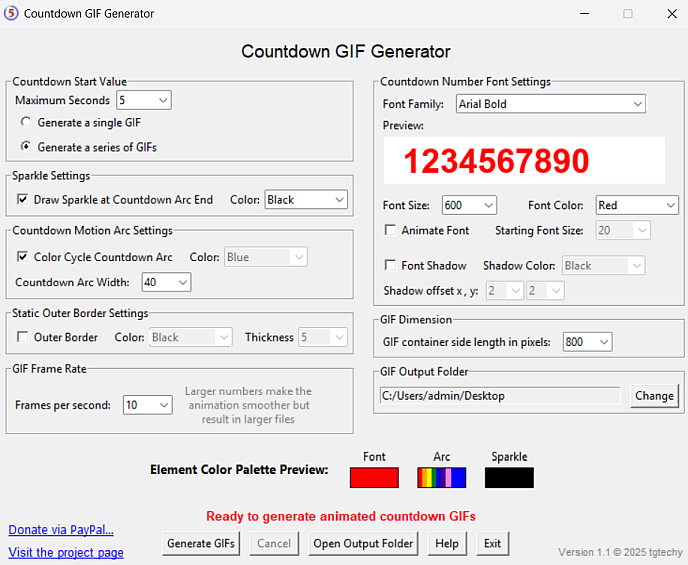 5 Countdown GIF Generator
Countdown GIF Generator
Countdown Start Value
Maximum Seconds 5
Generate a single GIF
Generate a series of GIFs
Sparkle Settings
Draw Sparkle at Countdown Arc End Color: Black
Countdown Motion Arc Settings
Color Cycle Countdown Arc Color: Blue
Countdown Arc Width: 40
Static Outer Border Settings
Outer Border Color: Black Thickness 5
GIF Frame Rate
Frames per second: 10
Larger numbers make the
animation smoother but
result in larger files
Countdown Number Font Settings
Font Family: Arial Bold
Preview:
1234567890
Font Size: 600 Font Color: Red
Animate Font Starting Font Size: 20
Font Shadow Shadow Color: Black
Shadow offset x , y: 2 2
GIF Dimension
GIF container side length in pixels: 800
GIF Output Folder
C:/Users/admin/Desktop Change
Font Arc Sparkle
Element Color Palette Preview:
Ready to generate animated countdown GIFs
Donate via PayPal...
Visit the project page
Generate GIFs Cancel Open Output Folder Help Exit
Version 1.1 © 2025 tgtechy